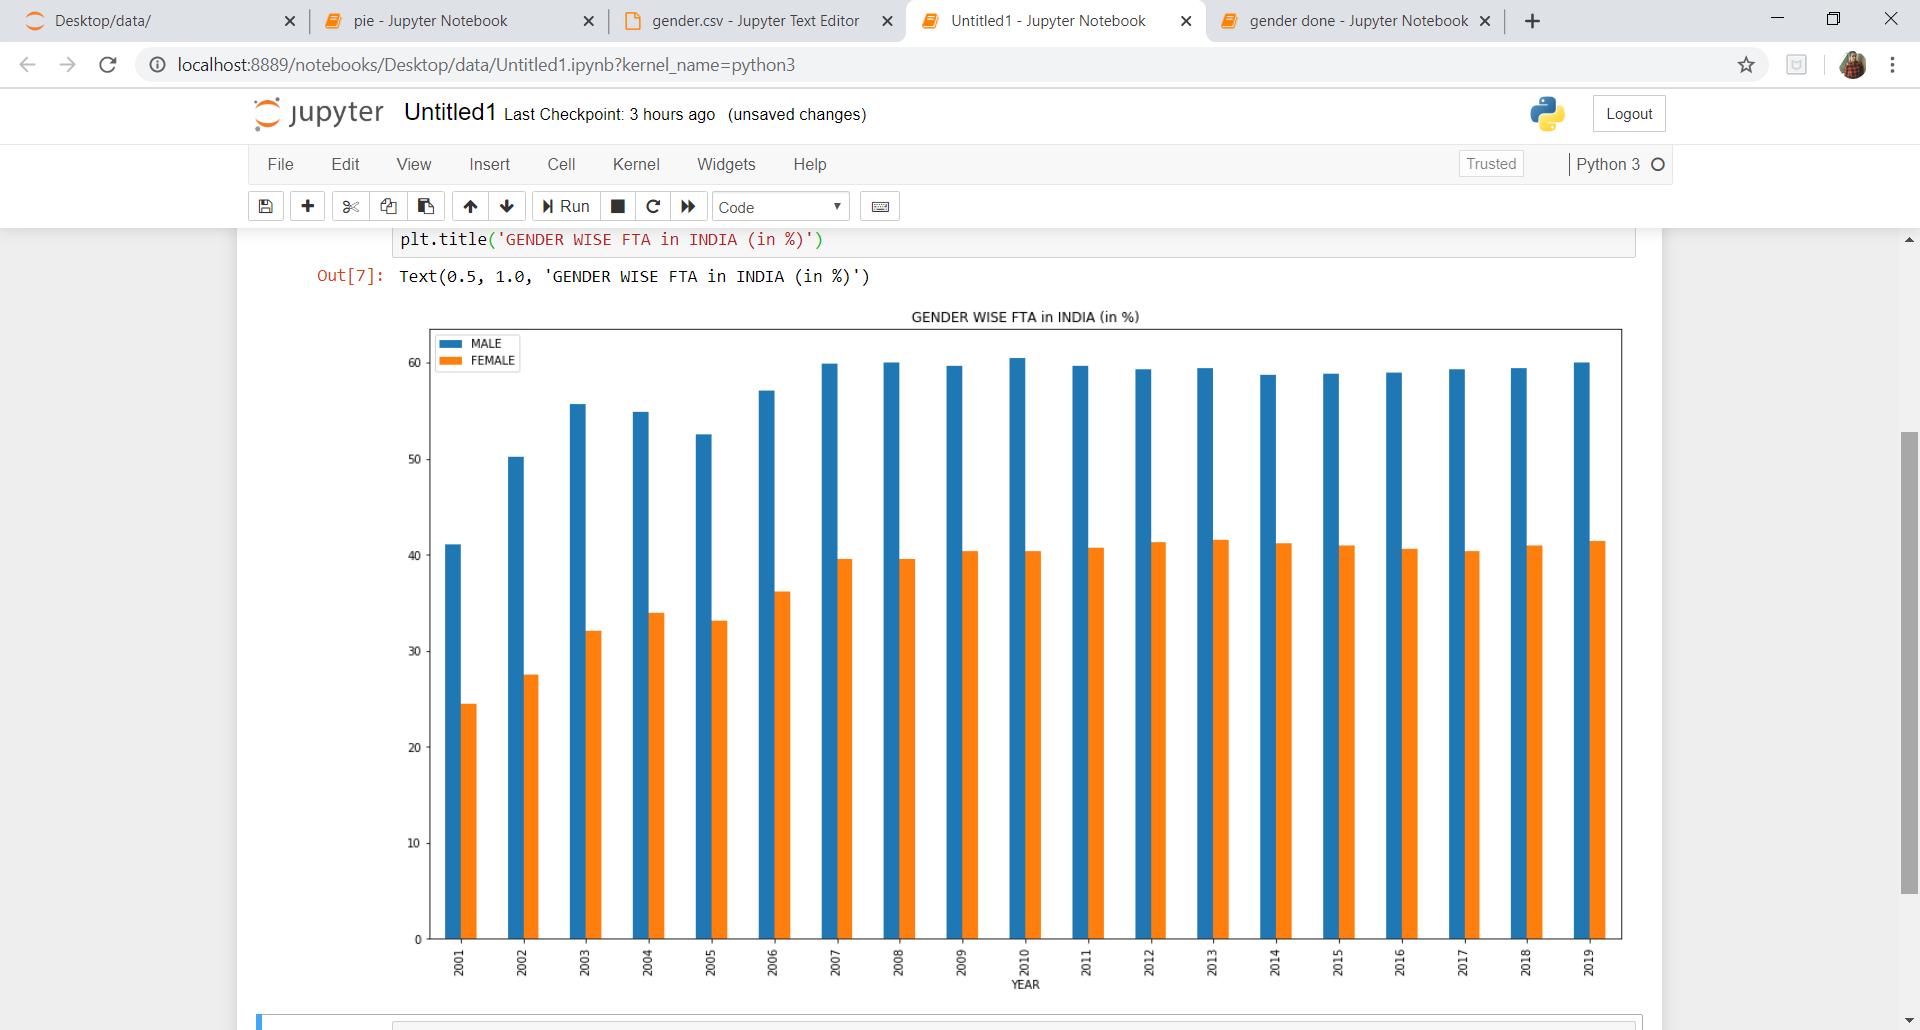 Desktop/data/
pie - Jupyter Notebook
gender.csv - Jupyter Text Editor
Untitled1 - Jupyter Notebook
gender done - Jupyter Notebook
localhost:8889/notebooks/Desktop/data/Untitled1.ipynb?kernel_name=python3
jupyter Untitled1 Last Checkpoint: 3 hours ago (unsaved changes)
Logout
File Edit View Insert Cell Kernel Widgets Help
Trusted
Python 3
Run
Code
plt.title('GENDER WISE FTA in INDIA (in %)')
Out[7]: Text(0.5, 1.0, 'GENDER WISE FTA in INDIA (in %)')
GENDER WISE FTA in INDIA (in %)
MALE
FEMALE
60
50
40
30
20
10
0
2001 2002 2003 2004 2005 2006 2007 2008 2009 2010 2011 2012 2013 2014 2015 2016 2017 2018 2019
YEAR